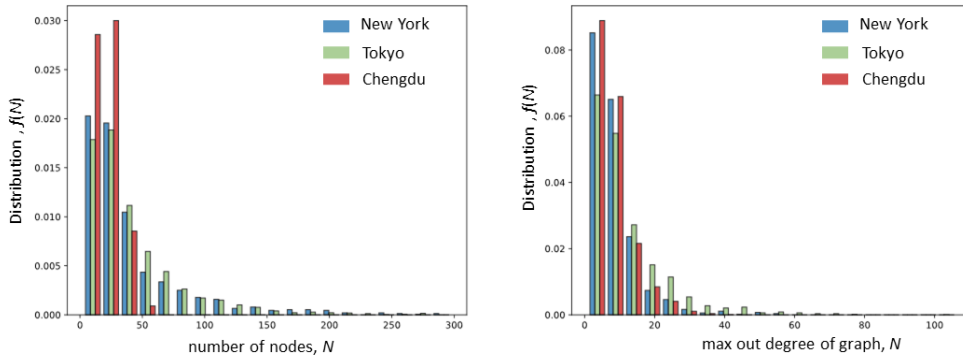 Distribution , f(N)
0.030
0.025
0.020
0.015
0.010
0.005
0.000
New York
Tokyo
Chengdu
0 50 100 150 200 250 300
number of nodes, N
Distribution , f(N)
0.08
0.06
0.04
0.02
0.00
New York
Tokyo
Chengdu
0 20 40 60 80 100
max out degree of graph, N